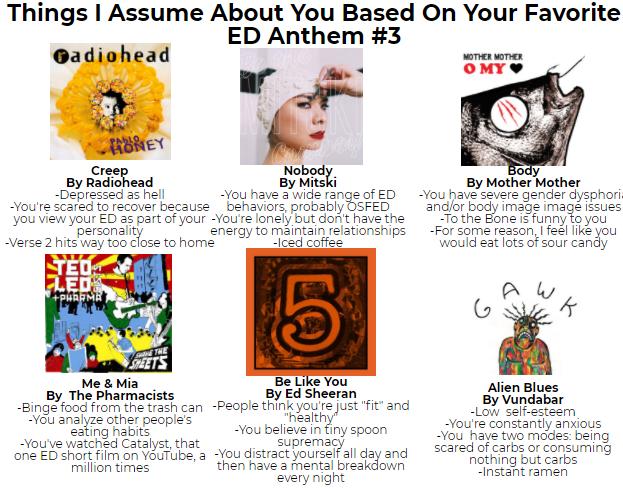 Things I Assume About You Based On Your Favorite
ED Anthem #3
radiohead
PABLO
HONEY
MOTHER MOTHER
O MY ♥
Creep
By Radiohead
-Depressed as hell
-You're scared to recover because
you view your ED as part of your
personality
-Verse 2 hits way too close to home
Nobody
By Mitski
-You have a wide range of ED
behaviors, probably OSFED
-You're lonely but don't have the
energy to maintain relationships
-Iced coffee
Body
By Mother Mother
-You have severe gender dysphoria
and/or body image image issues
-To the Bone is funny to you
-For some reason, I feel like you
would eat lots of sour candy
TED
LEO
+PHARMA
SHAKE THE
SHEETS
5
GAWK
Me & Mia
By The Pharmacists
-Binge food from the trash can
-You analyze other people's
eating habits
-You've watched Catalyst, that
one ED short film on YouTube, a
million times
Be Like You
By Ed Sheeran
-People think you're just "fit" and
"healthy"
-You believe in tiny spoon
supremacy
-You distract yourself all day and
then have a mental breakdown
every night
Alien Blues
By Vundabar
-Low self-esteem
-You're constantly anxious
-You have two modes: being
scared of carbs or consuming
nothing but carbs
-Instant ramen